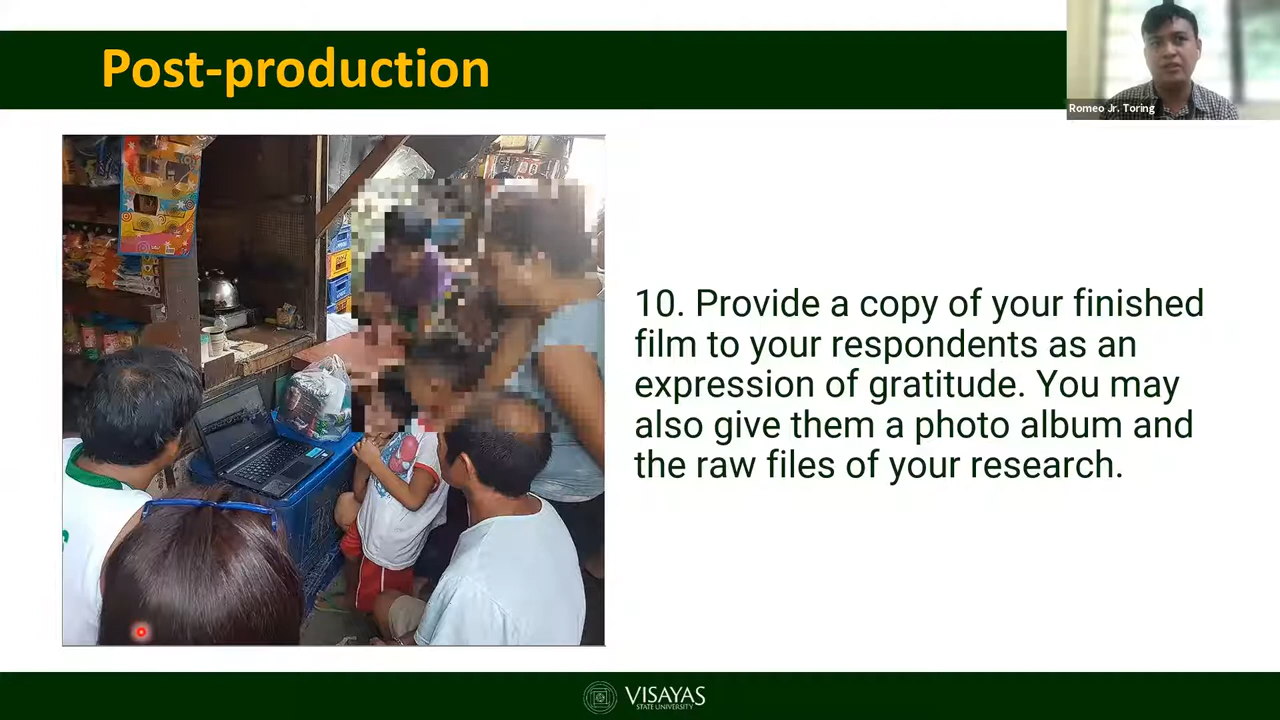 Post-production
Romeo Jr. Toring
10. Provide a copy of your finished
film to your respondents as an
expression of gratitude. You may
also give them a photo album and
the raw files of your research.
VISAYAS
STATE UNIVERSITY